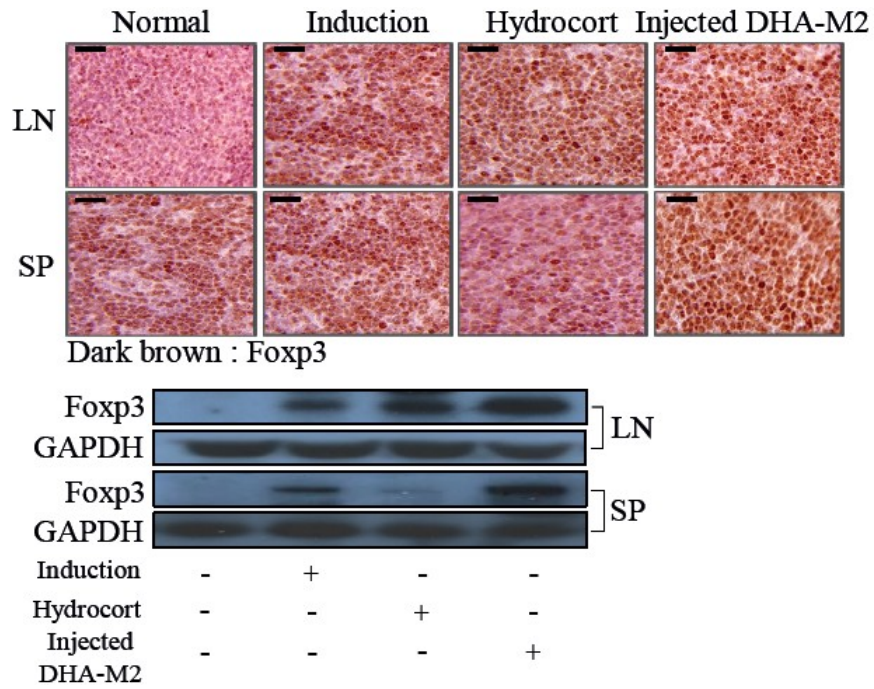 Normal Induction Hydrocort Injected DHA-M2
LN
SP
Dark brown : Foxp3
Foxp3
GAPDH
LN
Foxp3
GAPDH
SP
Induction - + - -
Hydrocort - - + -
Injected
DHA-M2 - - - +